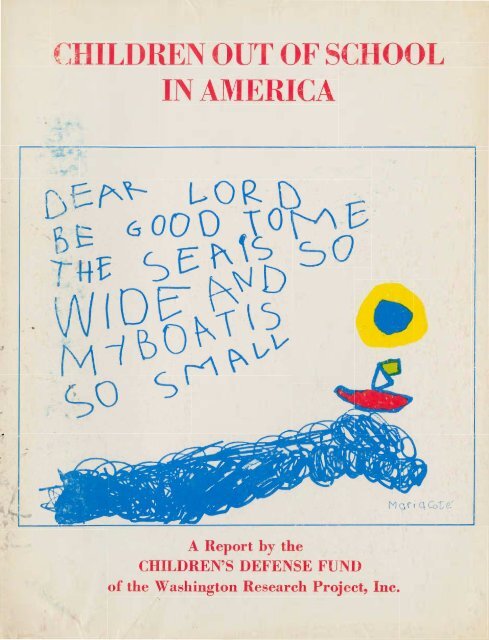 CHILDREN OUT OF SCHOOL
IN AMERICA
DEAR LORD
BE GOOD TO ME
THE SEA IS SO
WIDE AND
MY BOAT IS
SO SMALL
Maria Coté
A Report by the
CHILDREN'S DEFENSE FUND
of the Washington Research Project, Inc.